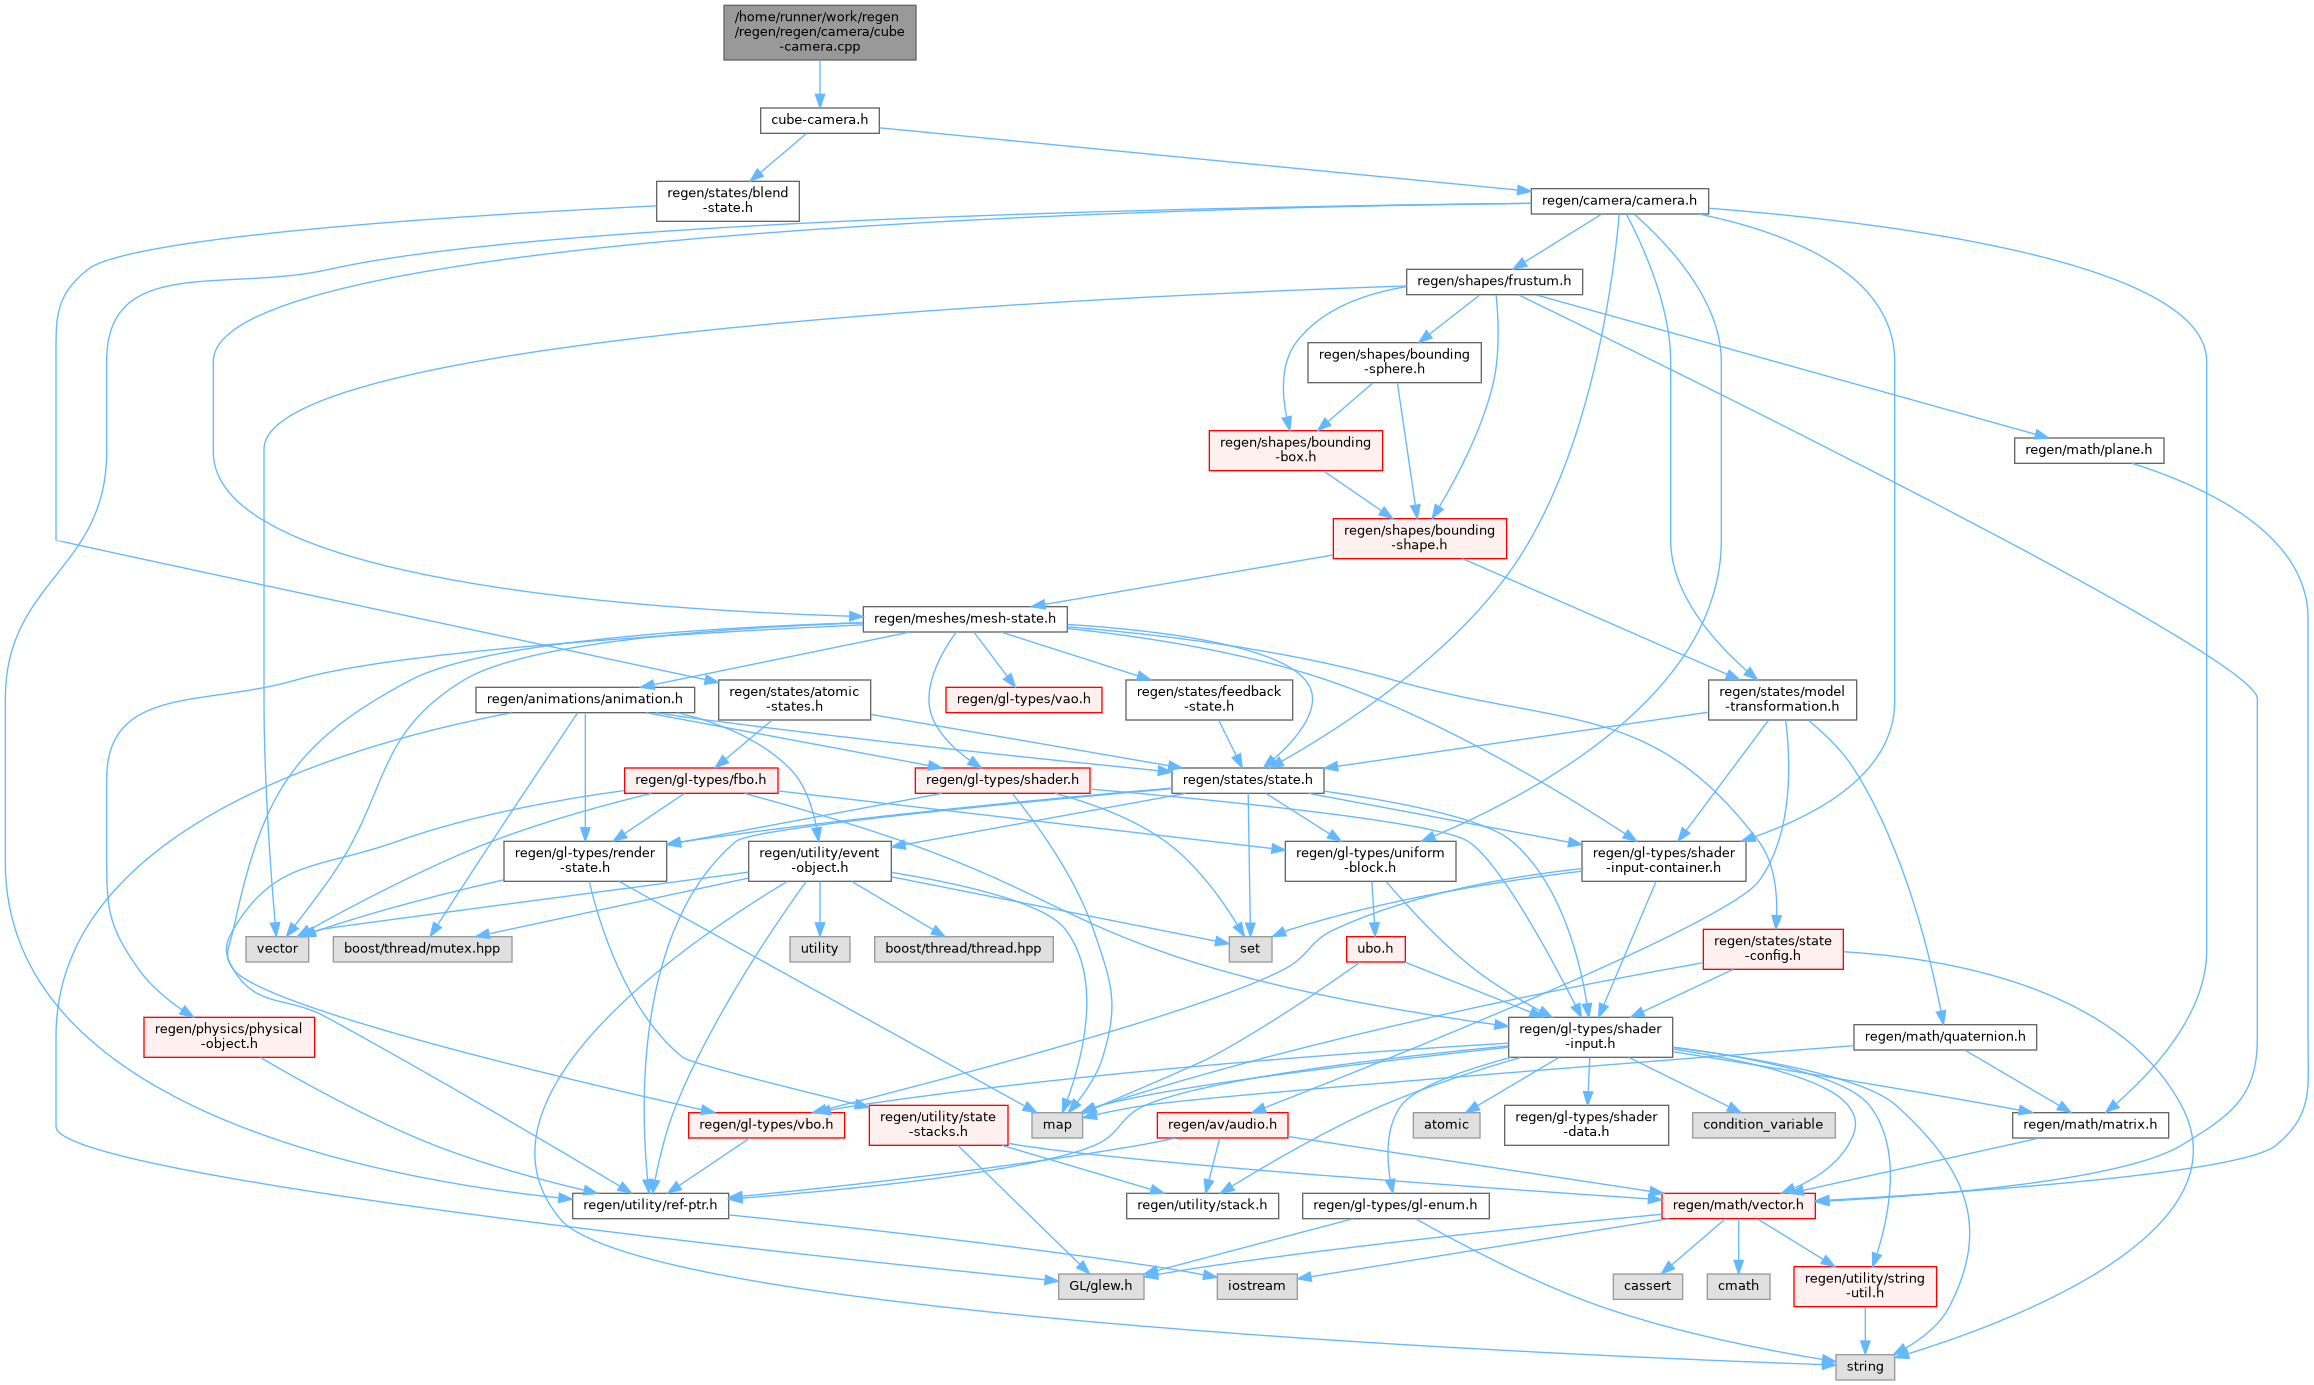 /home/runner/work/regen
/regen/regen/camera/cube
-camera.cpp
cube-camera.h
regen/states/blend
-state.h
regen/camera/camera.h
regen/shapes/frustum.h
regen/shapes/bounding
-sphere.h
regen/shapes/bounding
-box.h
regen/math/plane.h
regen/shapes/bounding
-shape.h
regen/meshes/mesh-state.h
regen/animations/animation.h
regen/states/atomic
-states.h
regen/gl-types/vao.h
regen/states/feedback
-state.h
regen/states/model
-transformation.h
regen/gl-types/fbo.h
regen/gl-types/shader.h
regen/states/state.h
regen/gl-types/render
-state.h
regen/utility/event
-object.h
regen/gl-types/uniform
-block.h
regen/gl-types/shader
-input-container.h
vector
boost/thread/mutex.hpp
utility
boost/thread/thread.hpp
set
ubo.h
regen/states/state
-config.h
regen/physics/physical
-object.h
regen/gl-types/shader
-input.h
regen/math/quaternion.h
regen/gl-types/vbo.h
regen/utility/state
-stacks.h
map
regen/av/audio.h
atomic
regen/gl-types/shader
-data.h
condition_variable
regen/math/matrix.h
regen/utility/ref-ptr.h
regen/utility/stack.h
regen/gl-types/gl-enum.h
regen/math/vector.h
GL/glew.h
iostream
cassert
cmath
regen/utility/string
-util.h
string